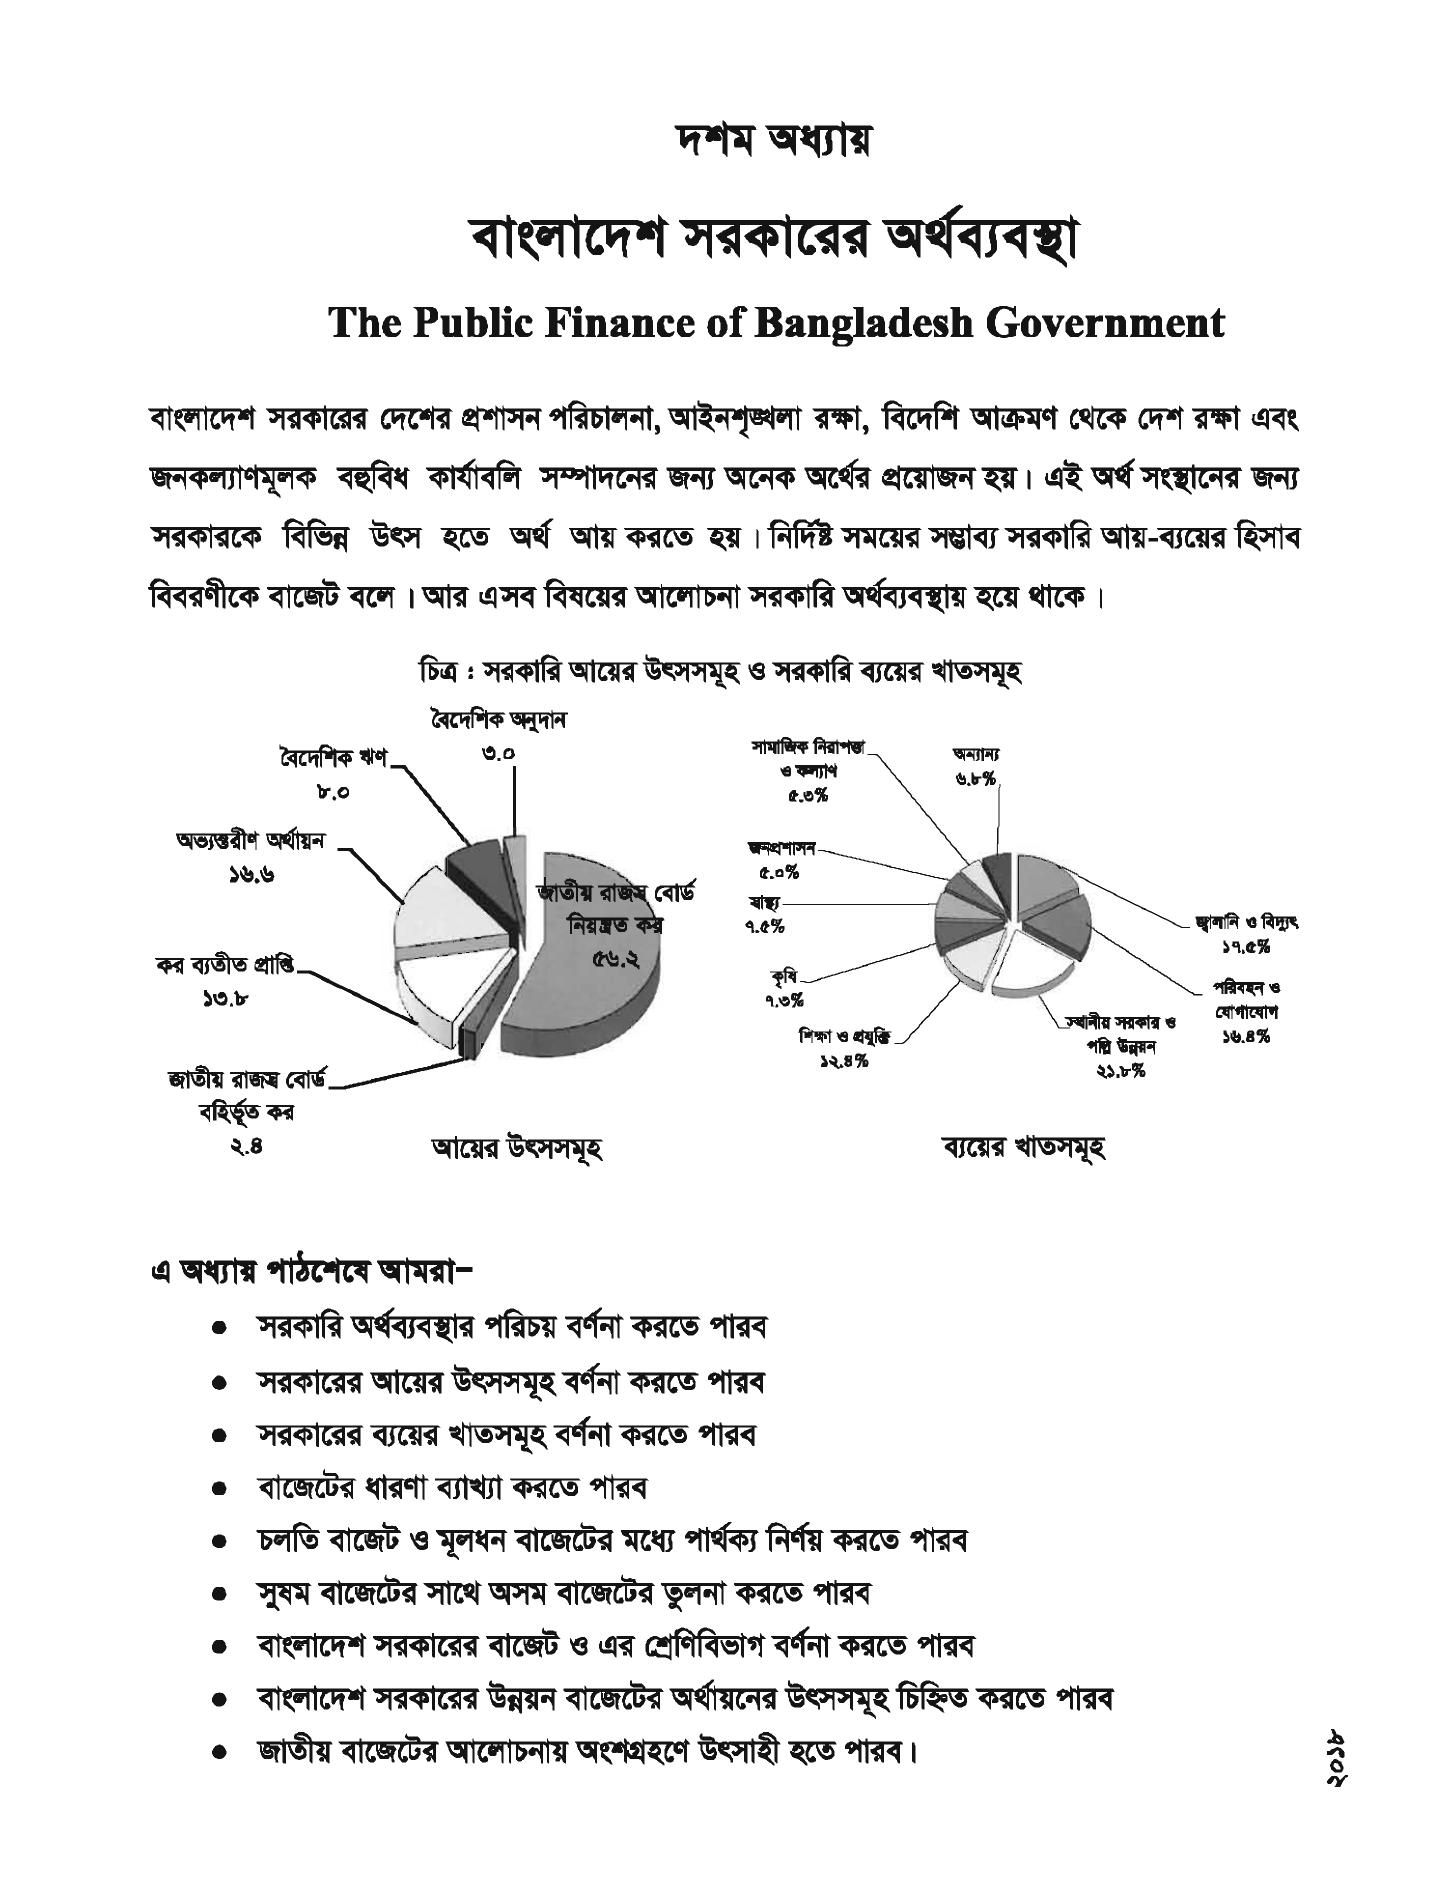 দশম অধ্যায়
বাংলাদেশ সরকারের অর্থব্যবস্থা
The Public Finance of Bangladesh Government
বাংলাদেশ সরকারের দেশের প্রশাসন পরিচালনা, আইনশৃঙ্খলা রক্ষা, বিদেশি আক্রমণ থেকে দেশ রক্ষা এবং
জনকল্যাণমূলক বহুবিধ কার্যাবলি সম্পাদনের জন্য অনেক অর্থের প্রয়োজন হয়। এই অর্থ সংস্থানের জন্য
সরকারকে বিভিন্ন উৎস হতে অর্থ আয় করতে হয়। নির্দিষ্ট সময়ের সম্ভাব্য সরকারি আয়-ব্যয়ের হিসাব
বিবরণীকে বাজেট বলে। আর এসব বিষয়ের আলোচনা সরকারি অর্থব্যবস্থায় হয়ে থাকে।
চিত্র : সরকারি আয়ের উৎসসমূহ ও সরকারি ব্যয়ের খাতসমূহ
বৈদেশিক অনুদান
৩.০
বৈদেশিক ঋণ
৮.০
অভ্যন্তরীণ অর্থায়ন
১৬.৬
জাতীয় রাজস্ব বোর্ড
নিয়ন্ত্রিত কর
৫৬.২
কর ব্যতীত প্রাপ্তি
১৩.৮
জাতীয় রাজস্ব বোর্ড
বহির্ভূত কর
২.৪
আয়ের উৎসসমূহ
সামাজিক নিরাপত্তা
ও কল্যাণ
৫.৩%
অন্যান্য
৬.৮%
জনপ্রশাসন
৫.০%
স্বাস্থ্য
৭.৫%
জ্বালানি ও বিদ্যুৎ
১৭.৫%
কৃষি
৭.৩%
পরিবহন ও
যোগাযোগ
১৬.৪%
শিক্ষা ও প্রযুক্তি
১২.৪%
স্থানীয় সরকার ও
পল্লি উন্নয়ন
২১.৮%
ব্যয়ের খাতসমূহ
এ অধ্যায় পাঠশেষে আমরা–
● সরকারি অর্থব্যবস্থার পরিচয় বর্ণনা করতে পারব
● সরকারের আয়ের উৎসসমূহ বর্ণনা করতে পারব
● সরকারের ব্যয়ের খাতসমূহ বর্ণনা করতে পারব
● বাজেটের ধারণা ব্যাখ্যা করতে পারব
● চলতি বাজেট ও মূলধন বাজেটের মধ্যে পার্থক্য নির্ণয় করতে পারব
● সুষম বাজেটের সাথে অসম বাজেটের তুলনা করতে পারব
● বাংলাদেশ সরকারের বাজেট ও এর শ্রেণিবিভাগ বর্ণনা করতে পারব
● বাংলাদেশ সরকারের উন্নয়ন বাজেটের অর্থায়নের উৎসসমূহ চিহ্নিত করতে পারব
● জাতীয় বাজেটের আলোচনায় অংশগ্রহণে উৎসাহী হতে পারব।
২০১৮